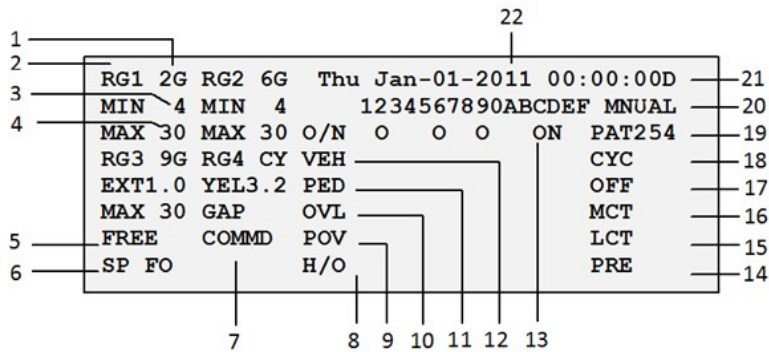 22
1
2
RG1 2G RG2 6G Thu Jan-01-2011 00:00:00D 21
3
MIN 4 MIN 4 1234567890ABCDEF MNUAL 20
4
MAX 30 MAX 30 O/N O O O ON PAT254 19
RG3 9G RG4 CY VEH CYC 18
EXT1.0 YEL3.2 PED OFF 17
MAX 30 GAP OVL MCT 16
5 FREE COMMD POV LCT 15
6 SP FO H/O PRE 14
7 8 9 10 11 12 13